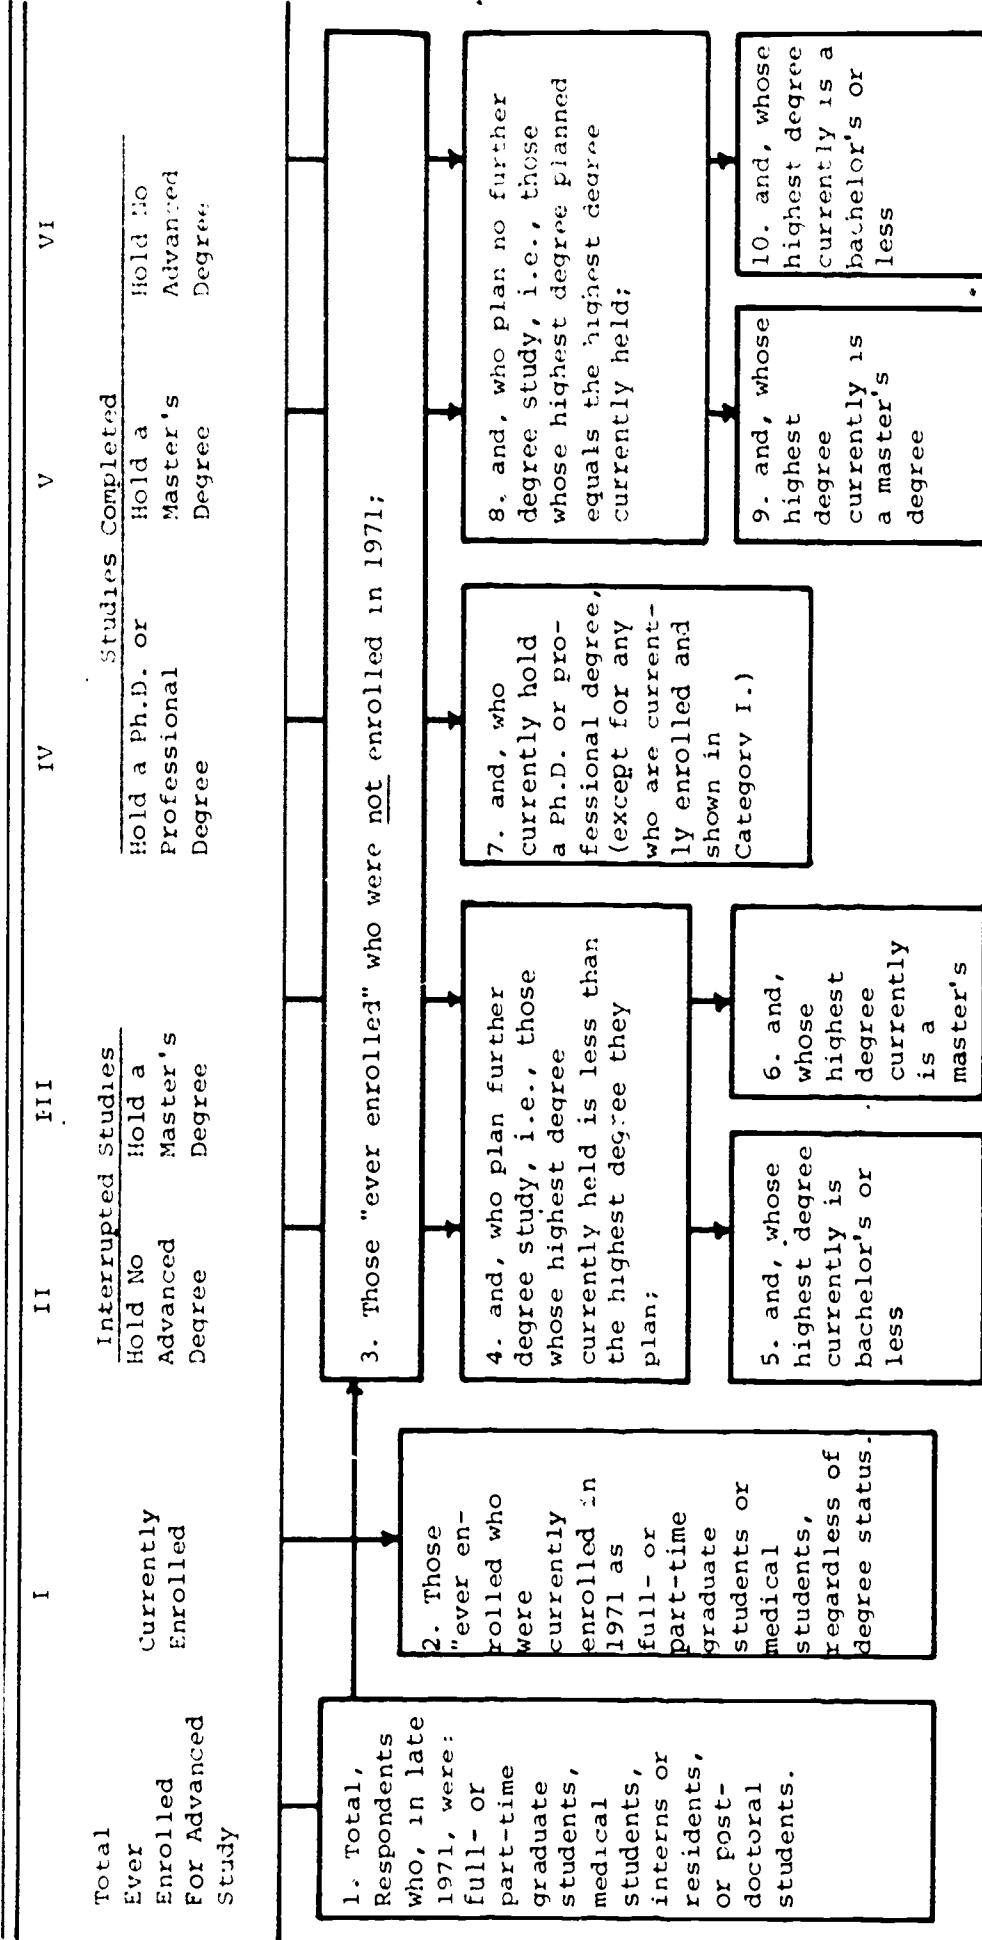 Total
Ever
Enrolled
For Advanced
Study
I
Currently
Enrolled
II
III
Interrupted Studies
Hold No
Advanced
Degree
Hold a
Master's
Degree
IV
V
VI
Studies Completed
Hold a Ph.D. or
Professional
Degree
Hold a
Master's
Degree
Hold No
Advanced
Degree
1. Total,
Respondents
who, in late
1971, were:
full- or
part-time
graduate
students,
medical
students,
interns or
residents,
or post-
doctoral
students.
2. Those
"ever en-
rolled who
were
currently
enrolled in
1971 as
full- or
part-time
graduate
students or
medical
students,
regardless of
degree status.
3. Those "ever enrolled" who were not enrolled in 1971;
4. and, who plan further
degree study, i.e., those
whose highest degree
currently held is less than
the highest degree they
plan;
5. and, whose
highest degree
currently is
bachelor's or
less
6. and,
whose
highest
degree
currently
is a
master's
7. and, who
currently hold
a Ph.D. or pro-
fessional degree,
(except for any
who are current-
ly enrolled and
shown in
Category I.)
8. and, who plan no further
degree study, i.e., those
whose highest degree planned
equals the highest degree
currently held;
9. and, whose
highest
degree
currently is
a master's
degree
10. and, whose
highest degree
currently is a
bachelor's or
less